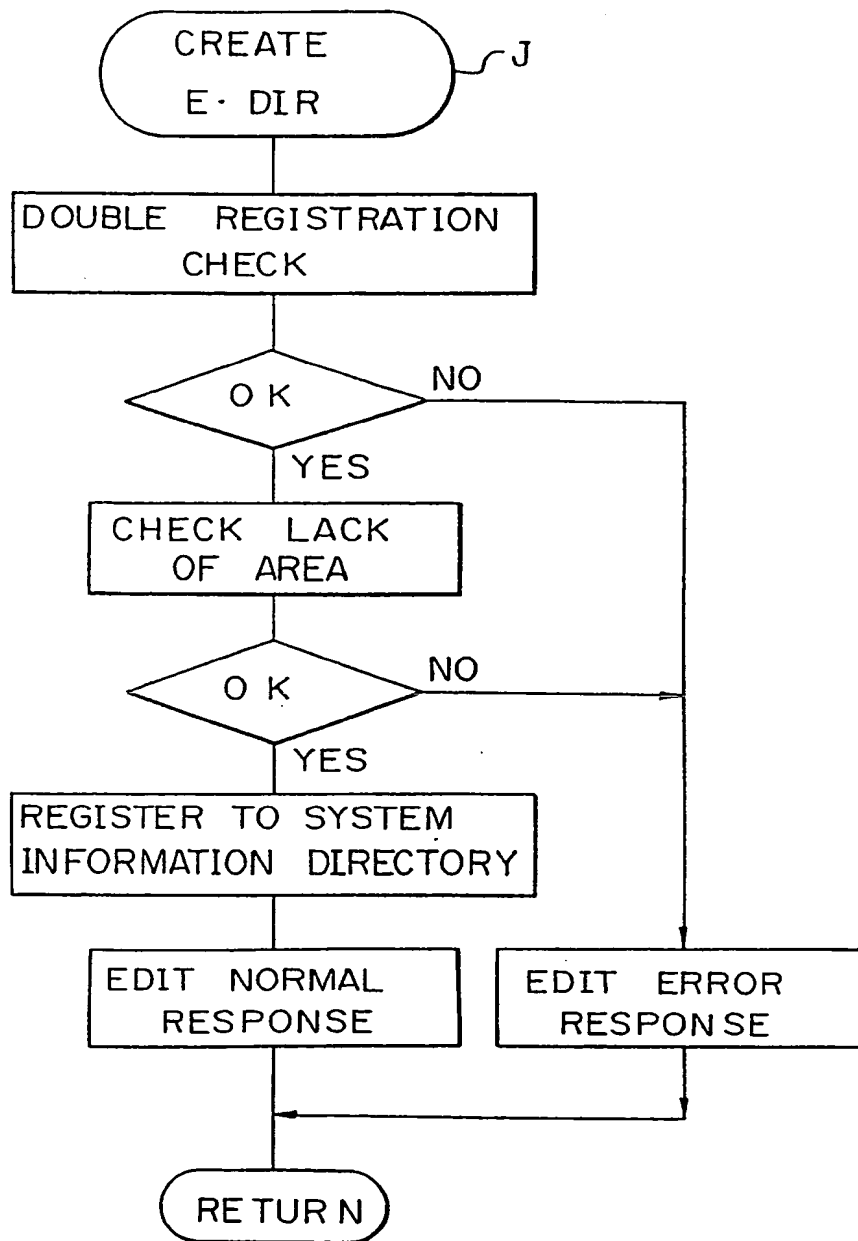 CREATE
E· DIR
J
DOUBLE REGISTRATION
CHECK
OK
NO
YES
CHECK LACK
OF AREA
OK
NO
YES
REGISTER TO SYSTEM
INFORMATION DIRECTORY
EDIT NORMAL
RESPONSE
EDIT ERROR
RESPONSE
RETURN